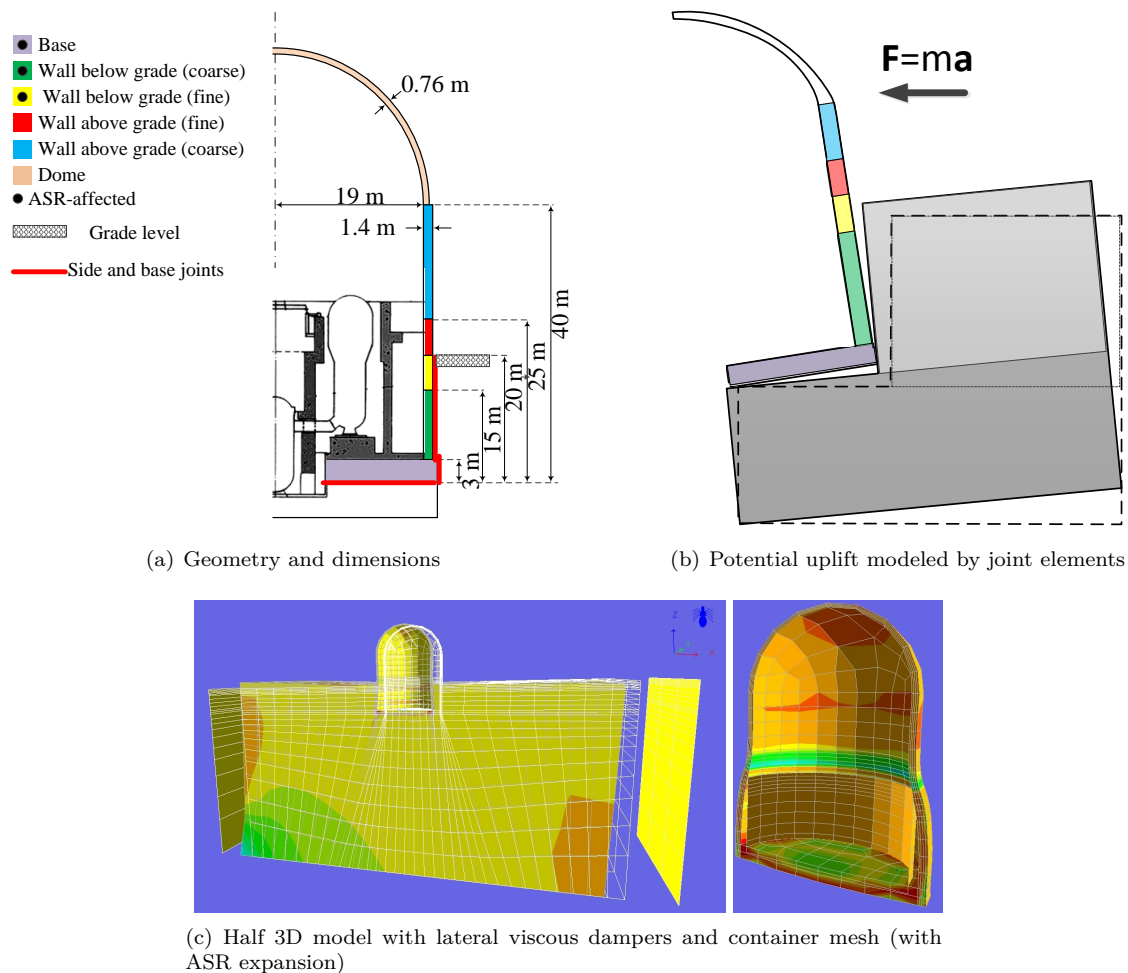 Base
Wall below grade (coarse)
Wall below grade (fine)
Wall above grade (fine)
Wall above grade (coarse)
Dome
ASR-affected
Grade level
Side and base joints
0.76 m
19 m
1.4 m
3 m
15 m
20 m
25 m
40 m
F=ma
(a) Geometry and dimensions
(b) Potential uplift modeled by joint elements
Z
Y
X
(c) Half 3D model with lateral viscous dampers and container mesh (with
ASR expansion)